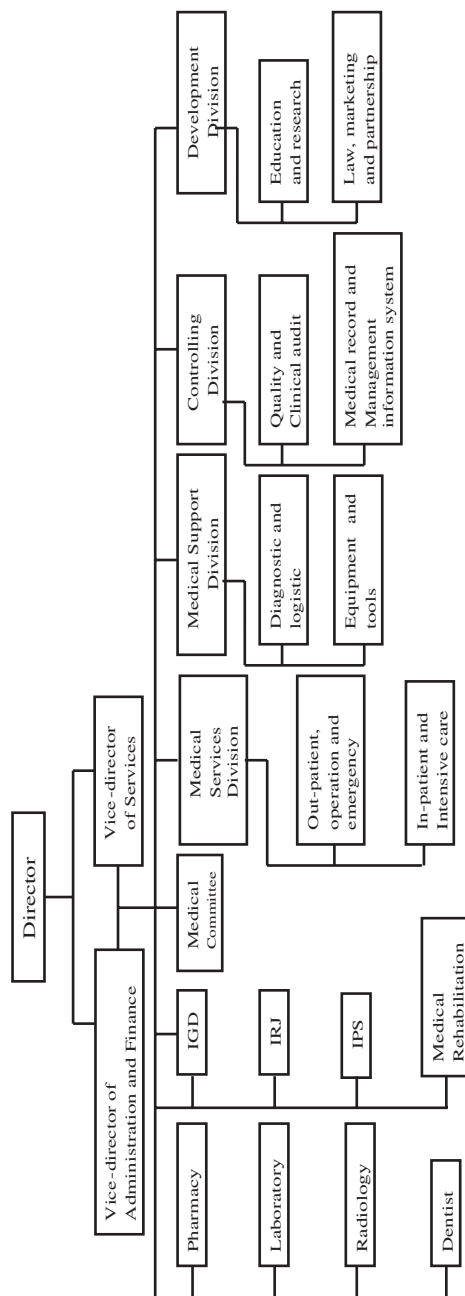 Director
Vice-director of
Administration and Finance
Vice-director
of Services
Pharmacy
Laboratory
Radiology
Dentist
IGD
IRJ
IPS
Medical
Rehabilitation
Medical
Committee
Medical
Services
Division
Out-patient,
operation and
emergency
In-patient and
Intensive care
Medical Support
Division
Diagnostic and
logistic
Equipment and
tools
Controlling
Division
Quality and
Clinical audit
Medical record and
Management
information system
Development
Division
Education
and research
Law, marketing
and partnership